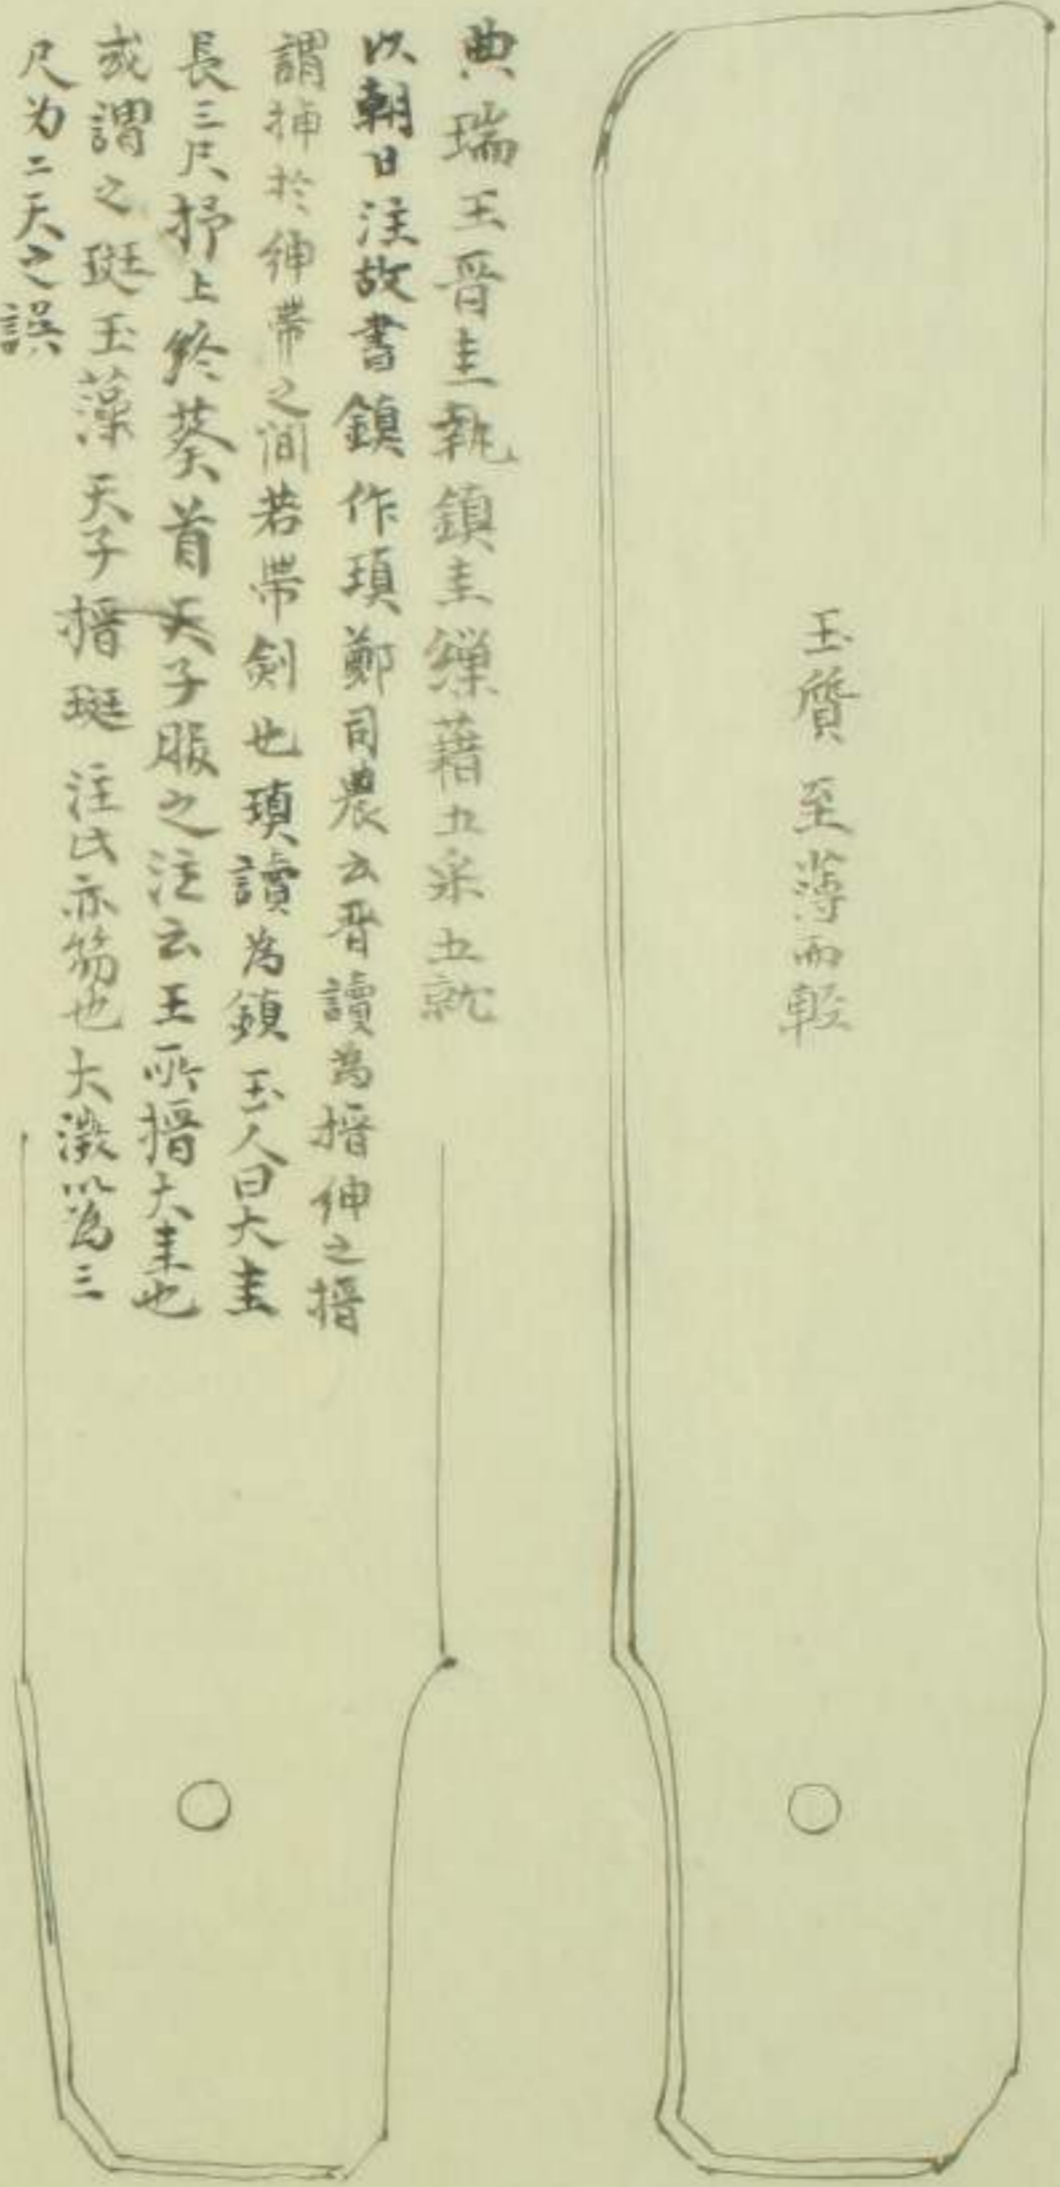 玉質至薄而輕
典瑞王晉圭執鎮圭繅藉五采五就
以朝日注故書鎮作瑱鄭司農云晉讀為搢紳之搢
謂插於紳帶之間若帶劍也瑱讀為鎮玉人曰大圭
長三尺抒上終葵首天子服之注云王所搢大圭也
或謂之珽玉藻天子搢珽注氏亦笏也大澂以為三
尺为二尺之誤